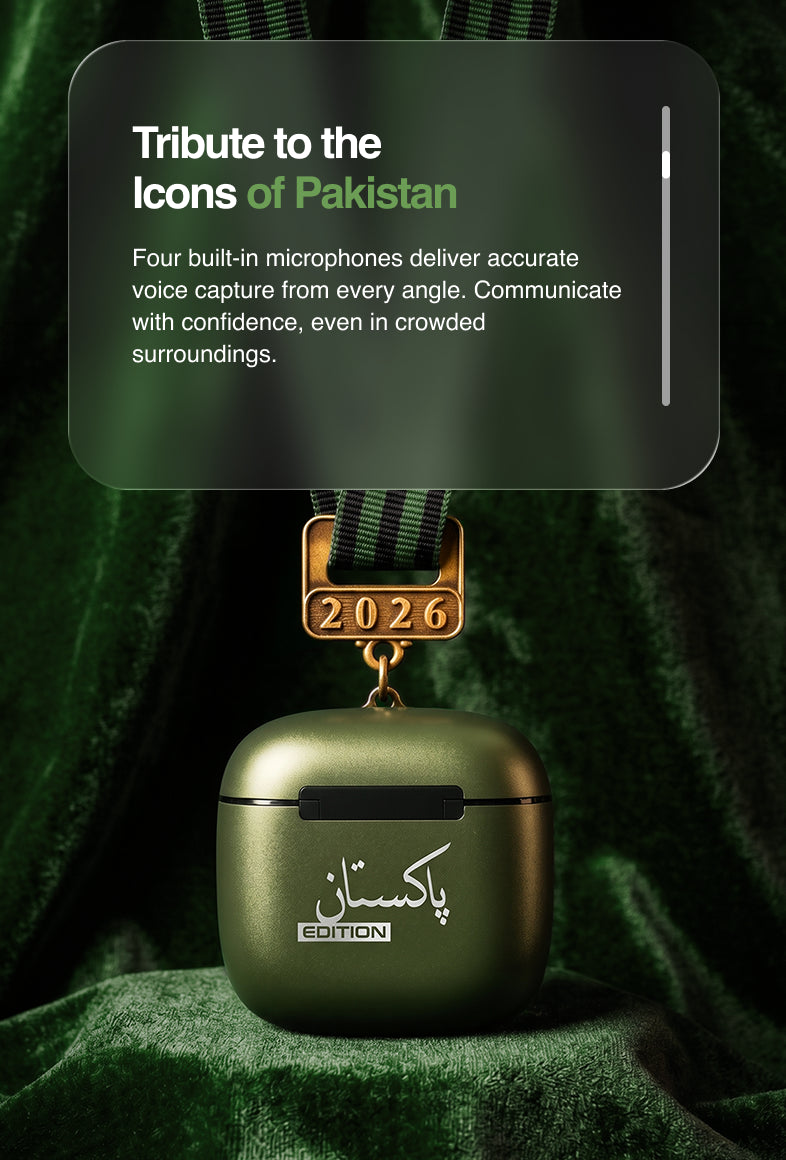 Tribute to the
Icons of Pakistan
Four built-in microphones deliver accurate
voice capture from every angle. Communicate
with confidence, even in crowded
surroundings.
2026
پاکستان
EDITION